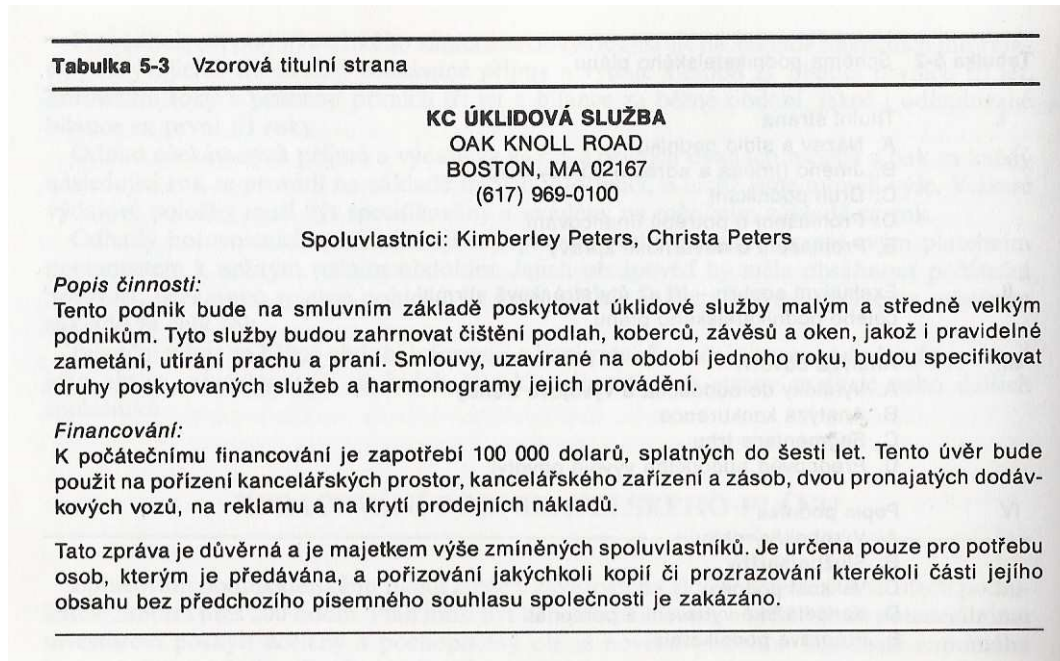 Tabulka 5-3 Vzorová titulní strana
KC ÚKLIDOVÁ SLUŽBA
OAK KNOLL ROAD
BOSTON, MA 02167
(617) 969-0100
Spoluvlastníci: Kimberley Peters, Christa Peters
Popis činnosti:
Tento podnik bude na smluvním základě poskytovat úklidové služby malým a středně velkým
podnikům. Tyto služby budou zahrnovat čištění podlah, koberců, závěsů a oken, jakož i pravidelné
zametání, utírání prachu a praní. Smlouvy, uzavírané na období jednoho roku, budou specifikovat
druhy poskytovaných služeb a harmonogramy jejich provádění.
Financování:
K počátečnímu financování je zapotřebí 100 000 dolarů, splatných do šesti let. Tento úvěr bude
použit na pořízení kancelářských prostor, kancelářského zařízení a zásob, dvou pronajatých dodáv-
kových vozů, na reklamu a na krytí prodejních nákladů.
Tato zpráva je důvěrná a je majetkem výše zmíněných spoluvlastníků. Je určena pouze pro potřebu
osob, kterým je předávána, a pořizování jakýchkoli kopií či prozrazování kterékoli části jejího
obsahu bez předchozího písemného souhlasu společnosti je zakázáno.